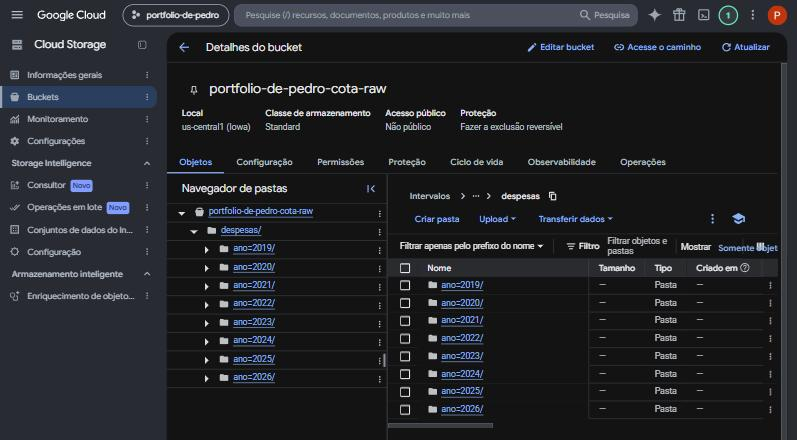 Google Cloud
portfolio-de-pedro
Pesquise (/) recursos, documentos, produtos e muito mais
Pesquisa
1
P
Cloud Storage
Informações gerais
Buckets
Monitoramento
Configurações
Storage Intelligence
Consultor Novo
Operações em lote Novo
Conjuntos de dados do In...
Configuração
Armazenamento inteligente
Enriquecimento de objeto...
Detalhes do bucket
Editar bucket
Acesse o caminho
Atualizar
portfolio-de-pedro-cota-raw
Local Classe de armazenamento Acesso público Proteção
us-central1 (Iowa) Standard Não público Fazer a exclusão reversível
Objetos Configuração Permissões Proteção Ciclo de vida Observabilidade Operações
Navegador de pastas
portfolio-de-pedro-cota-raw
despesas/
ano=2019/
ano=2020/
ano=2021/
ano=2022/
ano=2023/
ano=2024/
ano=2025/
ano=2026/
Intervalos > ... > despesas
Criar pasta Upload Transferir dados
Filtrar apenas pelo prefixo do nome Filtro Filtrar objetos e pastas Mostrar Somente objet
Nome Tamanho Tipo Criado em
ano=2019/ — Pasta —
ano=2020/ — Pasta —
ano=2021/ — Pasta —
ano=2022/ — Pasta —
ano=2023/ — Pasta —
ano=2024/ — Pasta —
ano=2025/ — Pasta —
ano=2026/ — Pasta —